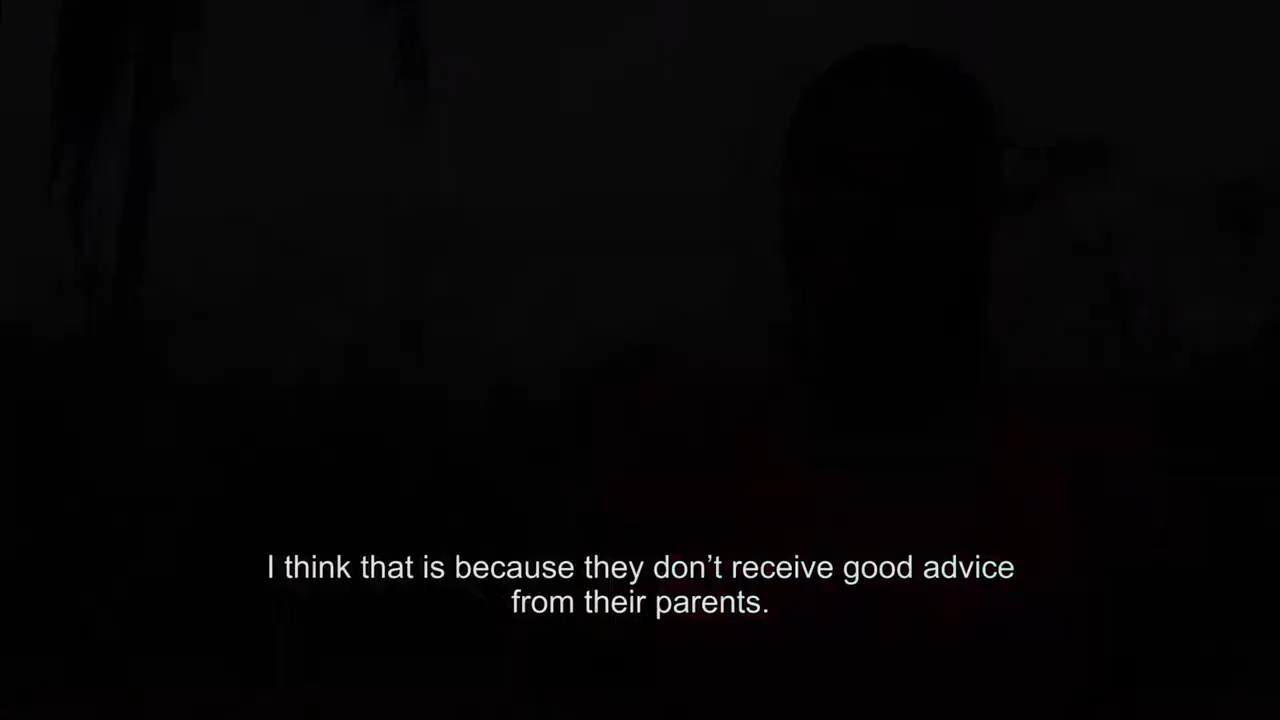 I think that is because they don’t receive good advice
from their parents.